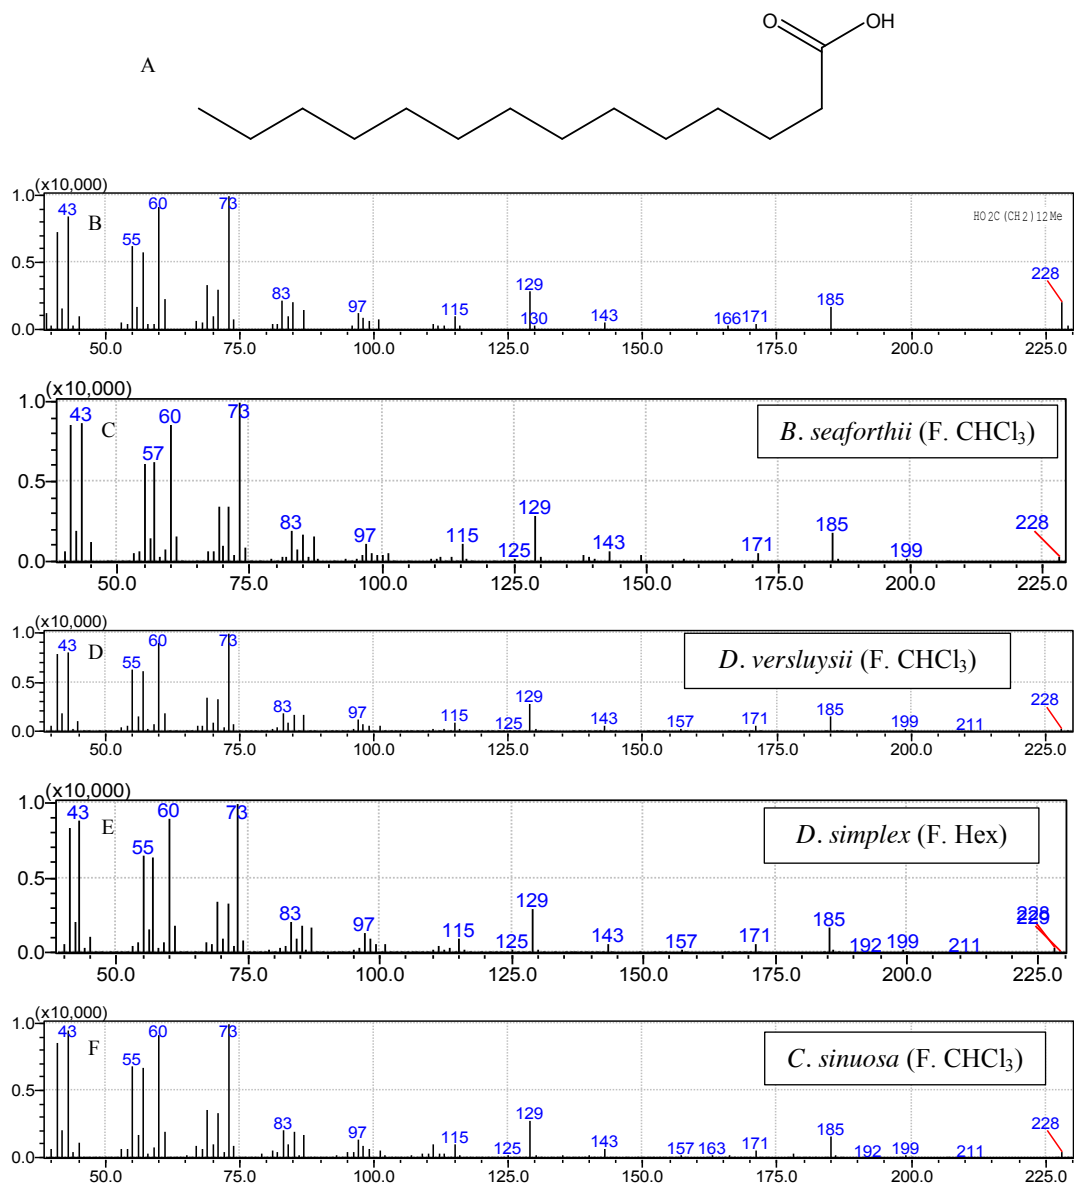 O OH
A
(x10,000)
1.0
0.5
0.0
B
43 55 60 73 83 97 115 129 130 143 166 171 185 228
HO2C(CH2)12Me
50.0 75.0 100.0 125.0 150.0 175.0 200.0 225.0
(x10,000)
1.0
0.5
0.0
C
43 57 60 73 83 97 115 125 129 143 171 185 199 228
B. seaforthii (F. CHCl3)
50.0 75.0 100.0 125.0 150.0 175.0 200.0 225.0
(x10,000)
1.0
0.5
0.0
D
43 55 60 73 83 97 115 125 129 143 157 171 185 199 211 228
D. versluysii (F. CHCl3)
50.0 75.0 100.0 125.0 150.0 175.0 200.0 225.0
(x10,000)
1.0
0.5
0.0
E
43 55 60 73 83 97 115 125 129 143 157 171 185 192 199 211 228 229
D. simplex (F. Hex)
50.0 75.0 100.0 125.0 150.0 175.0 200.0 225.0
(x10,000)
1.0
0.5
0.0
F
43 55 60 73 83 97 115 125 129 143 157 163 171 185 192 199 211 228
C. sinuosa (F. CHCl3)
50.0 75.0 100.0 125.0 150.0 175.0 200.0 225.0